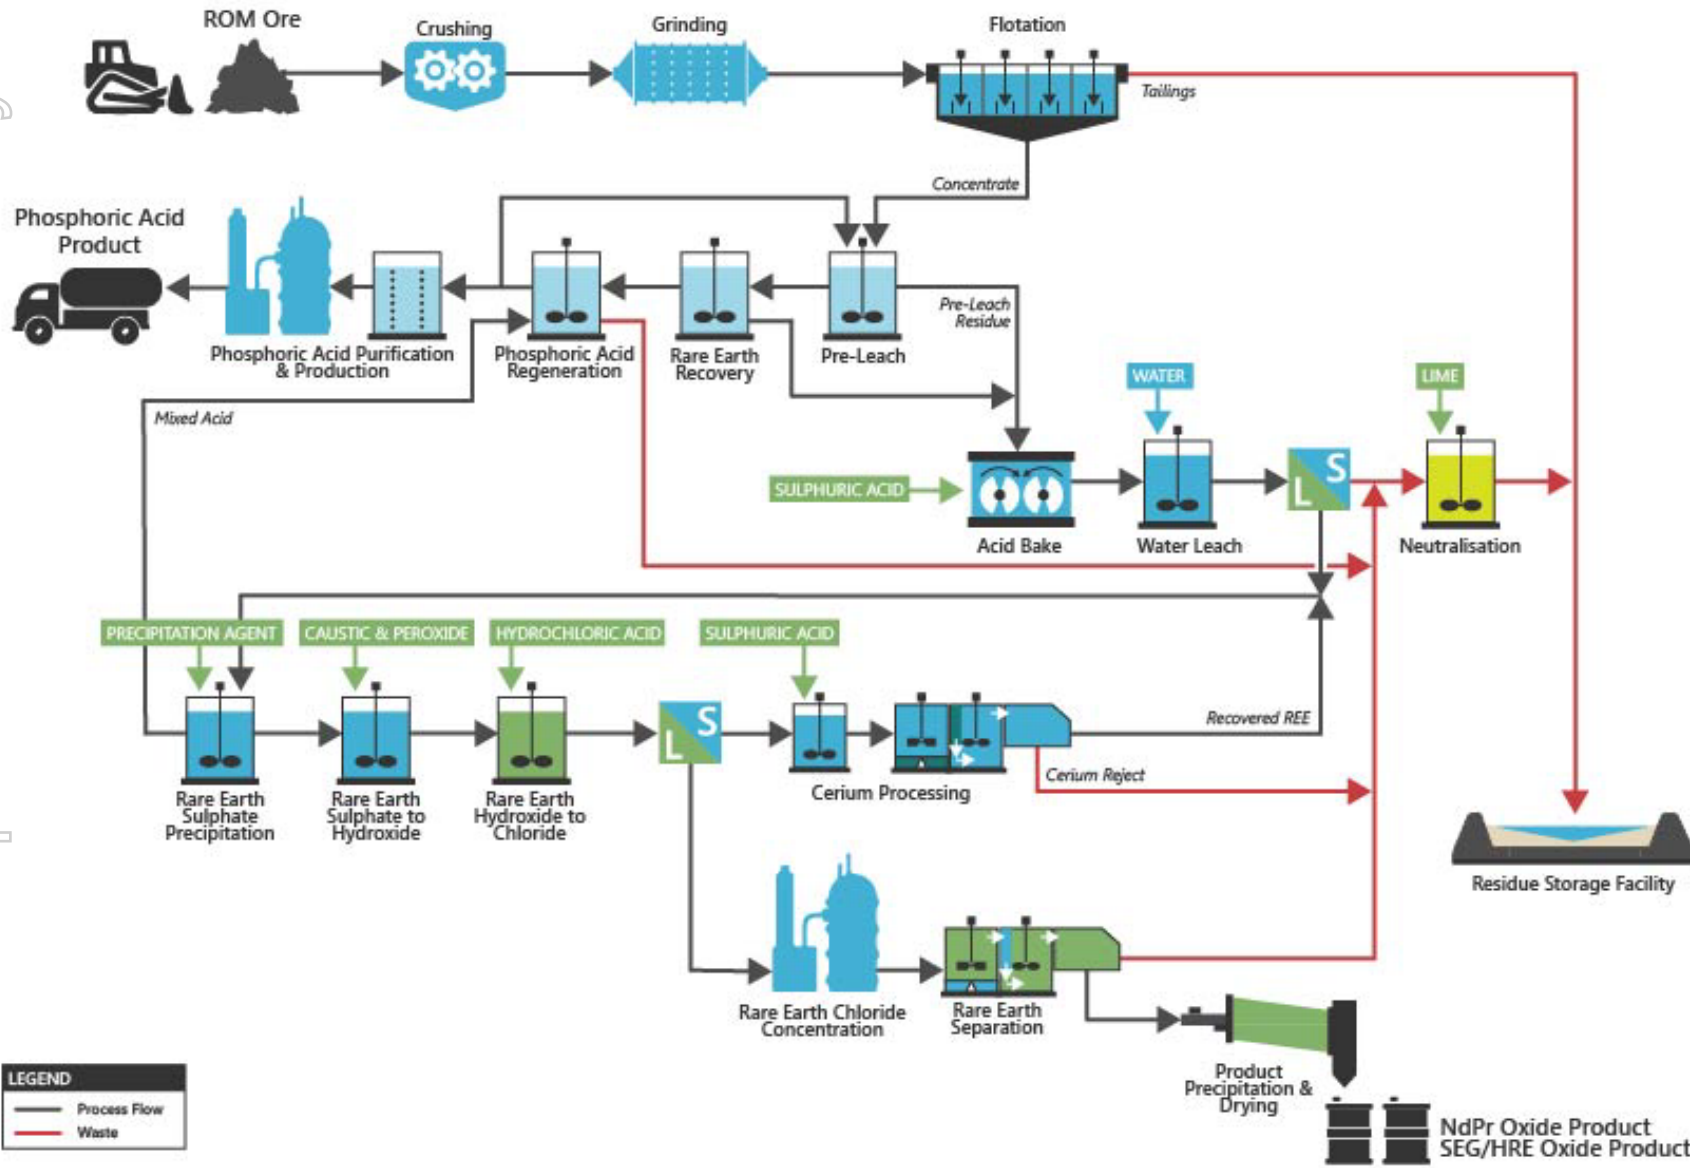 ROM Ore
Crushing
Grinding
Flotation
Tailings
Concentrate
Phosphoric Acid
Product
Phosphoric Acid Purification
& Production
Phosphoric Acid
Regeneration
Rare Earth
Recovery
Pre-Leach
Pre-Leach
Residue
Mixed Acid
WATER
LIME
SULPHURIC ACID
S
L
Acid Bake
Water Leach
Neutralisation
PRECIPITATION AGENT
CAUSTIC & PEROXIDE
HYDROCHLORIC ACID
SULPHURIC ACID
S
L
Recovered REE
Cerium Reject
Rare Earth
Sulphate
Precipitation
Rare Earth
Sulphate to
Hydroxide
Rare Earth
Hydroxide to
Chloride
Cerium Processing
Residue Storage Facility
Rare Earth Chloride
Concentration
Rare Earth
Separation
Product
Precipitation &
Drying
NdPr Oxide Product
SEG/HRE Oxide Product
LEGEND
Process Flow
Waste